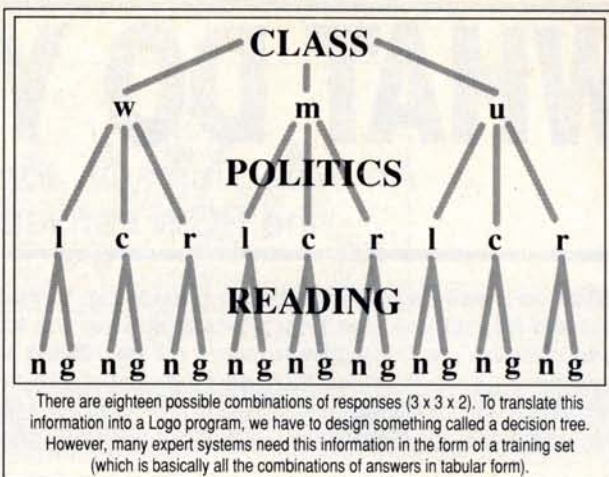 CLASS
w m u
POLITICS
l c r l c r l c r
READING
n g n g n g n g n g n g n g n g n g
There are eighteen possible combinations of responses (3 x 3 x 2). To translate this
information into a Logo program, we have to design something called a decision tree.
However, many expert systems need this information in the form of a training set
(which is basically all the combinations of answers in tabular form).